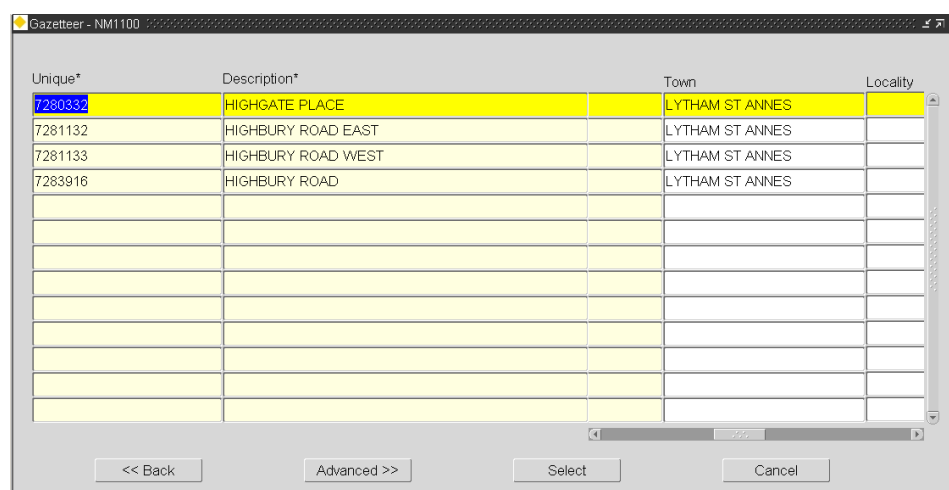 Gazetteer - NM1100
Unique* Description* Town Locality
7280332 HIGHGATE PLACE LYTHAM ST ANNES
7281132 HIGHBURY ROAD EAST LYTHAM ST ANNES
7281133 HIGHBURY ROAD WEST LYTHAM ST ANNES
7283916 HIGHBURY ROAD LYTHAM ST ANNES
<< Back Advanced >> Select Cancel